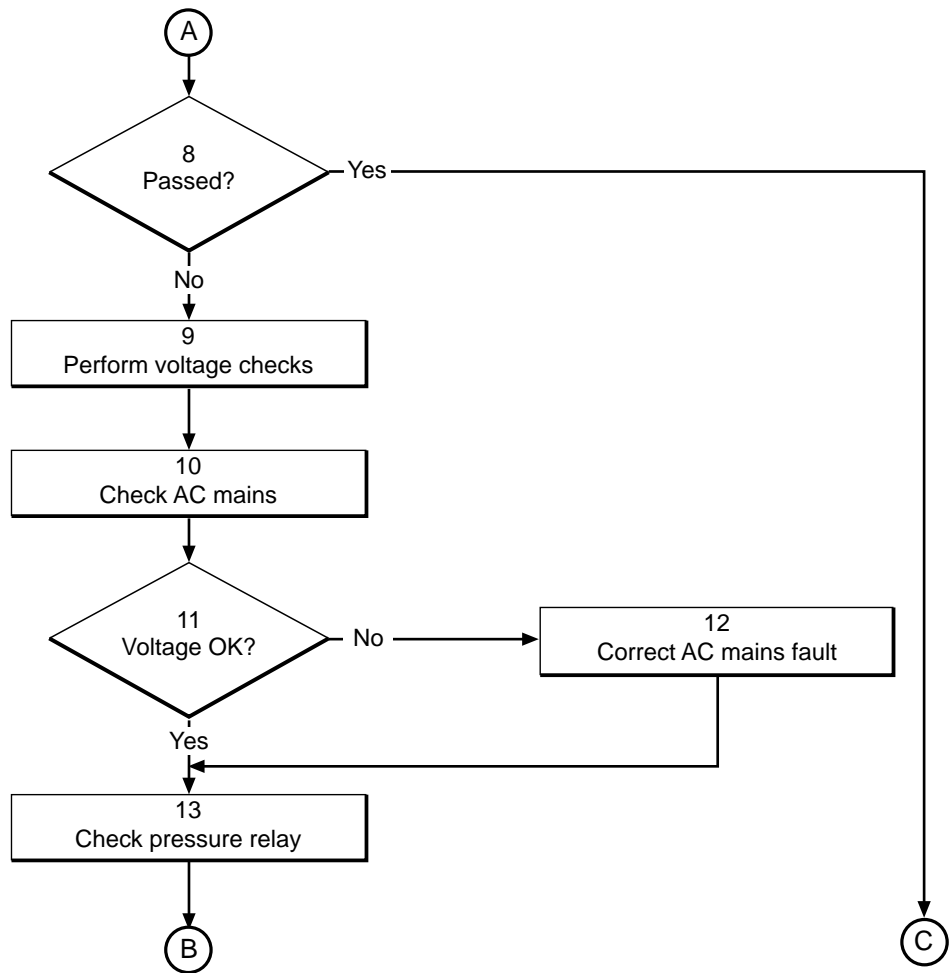 A
8
Passed?
Yes
No
9
Perform voltage checks
10
Check AC mains
11
Voltage OK?
No
12
Correct AC mains fault
Yes
13
Check pressure relay
B
C